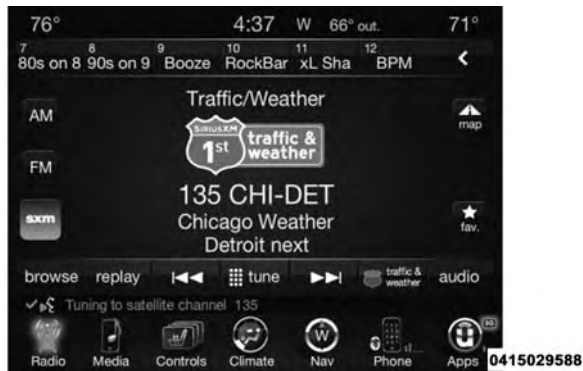 76° 4:37 W 66° out. 71°
7 8 9 10 11 12
80s on 8 90s on 9 Booze RockBar xL Sha BPM
Traffic/Weather
AM
map
SIRIUSXM
1st traffic & weather
FM
135 CHI-DET
sxm
Chicago Weather
fav.
Detroit next
browse replay tune traffic & weather audio
Tuning to satellite channel 135
3G
Radio Media Controls Climate Nav Phone Apps
W
0415029588